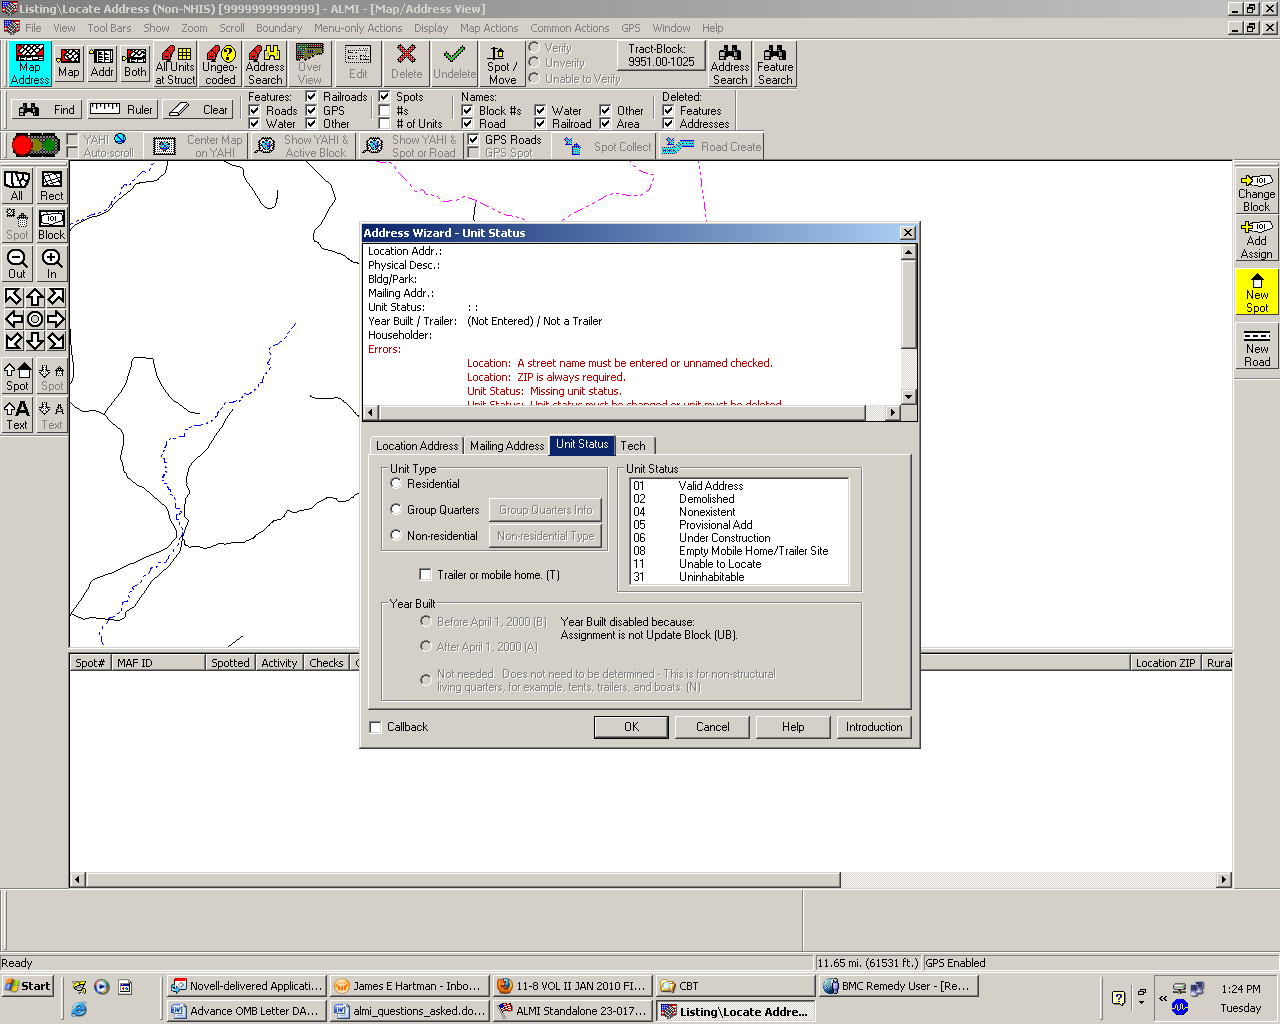 Listing\Locate Address (Non-NHIS) [9999999999999] - ALMI - [Map/Address View]
File View Tool Bars Show Zoom Scroll Boundary Menu-only Actions Display Map Actions Common Actions GPS Window Help
Map Address
Map
Addr
Both
All Units at Struct
Ungeo-coded
Address Search
Over View
Edit
Delete
Undelete
Spot / Move
Verify
Unverify
Unable to Verify
Tract-Block:
9951.00-1025
Address Search
Feature Search
Find
Ruler
Clear
Features: Railroads Spots Names: Deleted:
Roads GPS #s Block #s Water Other Features
Water Other # of Units Road Railroad Area Addresses
YAHI
Auto-scroll
Center Map on YAHI
Show YAHI & Active Block
Show YAHI & Spot or Road
GPS Roads
GPS Spot
Spot Collect
Road Create
All
Rect
Spot
Block
Out
In
Spot
Spot
Text
Text
Change Block
Add Assign
New Spot
New Road
Address Wizard - Unit Status
Location Addr.:
Physical Desc.:
Bldg/Park:
Mailing Addr.:
Unit Status: : :
Year Built / Trailer: (Not Entered) / Not a Trailer
Householder:
Errors:
Location: A street name must be entered or unnamed checked.
Location: ZIP is always required.
Unit Status: Missing unit status.
Unit Status: Unit status must be changed or unit must be deleted
Location Address Mailing Address Unit Status Tech
Unit Type
Residential
Group Quarters Group Quarters Info
Non-residential Non-residential Type
Trailer or mobile home. (T)
Unit Status
01 Valid Address
02 Demolished
04 Nonexistent
05 Provisional Add
06 Under Construction
08 Empty Mobile Home/Trailer Site
11 Unable to Locate
31 Uninhabitable
Year Built
Before April 1, 2000 (B)
After April 1, 2000 (A)
Year Built disabled because:
Assignment is not Update Block (UB).
Not needed. Does not need to be determined - This is for non-structural
living quarters, for example, tents, trailers, and boats. (N)
Callback
OK Cancel Help Introduction
Spot# MAF ID Spotted Activity Checks Location ZIP Rural
Ready
11.65 mi. (61531 ft.) GPS Enabled
Start
Novell-delivered Applicati...
James E Hartman - Inbo...
11-8 VOL II JAN 2010 FI...
CBT
BMC Remedy User - [Re...
Advance OMB Letter DA...
almi_questions_asked.do...
ALMI Standalone 23-017...
Listing\Locate Addre...
1:24 PM
Tuesday